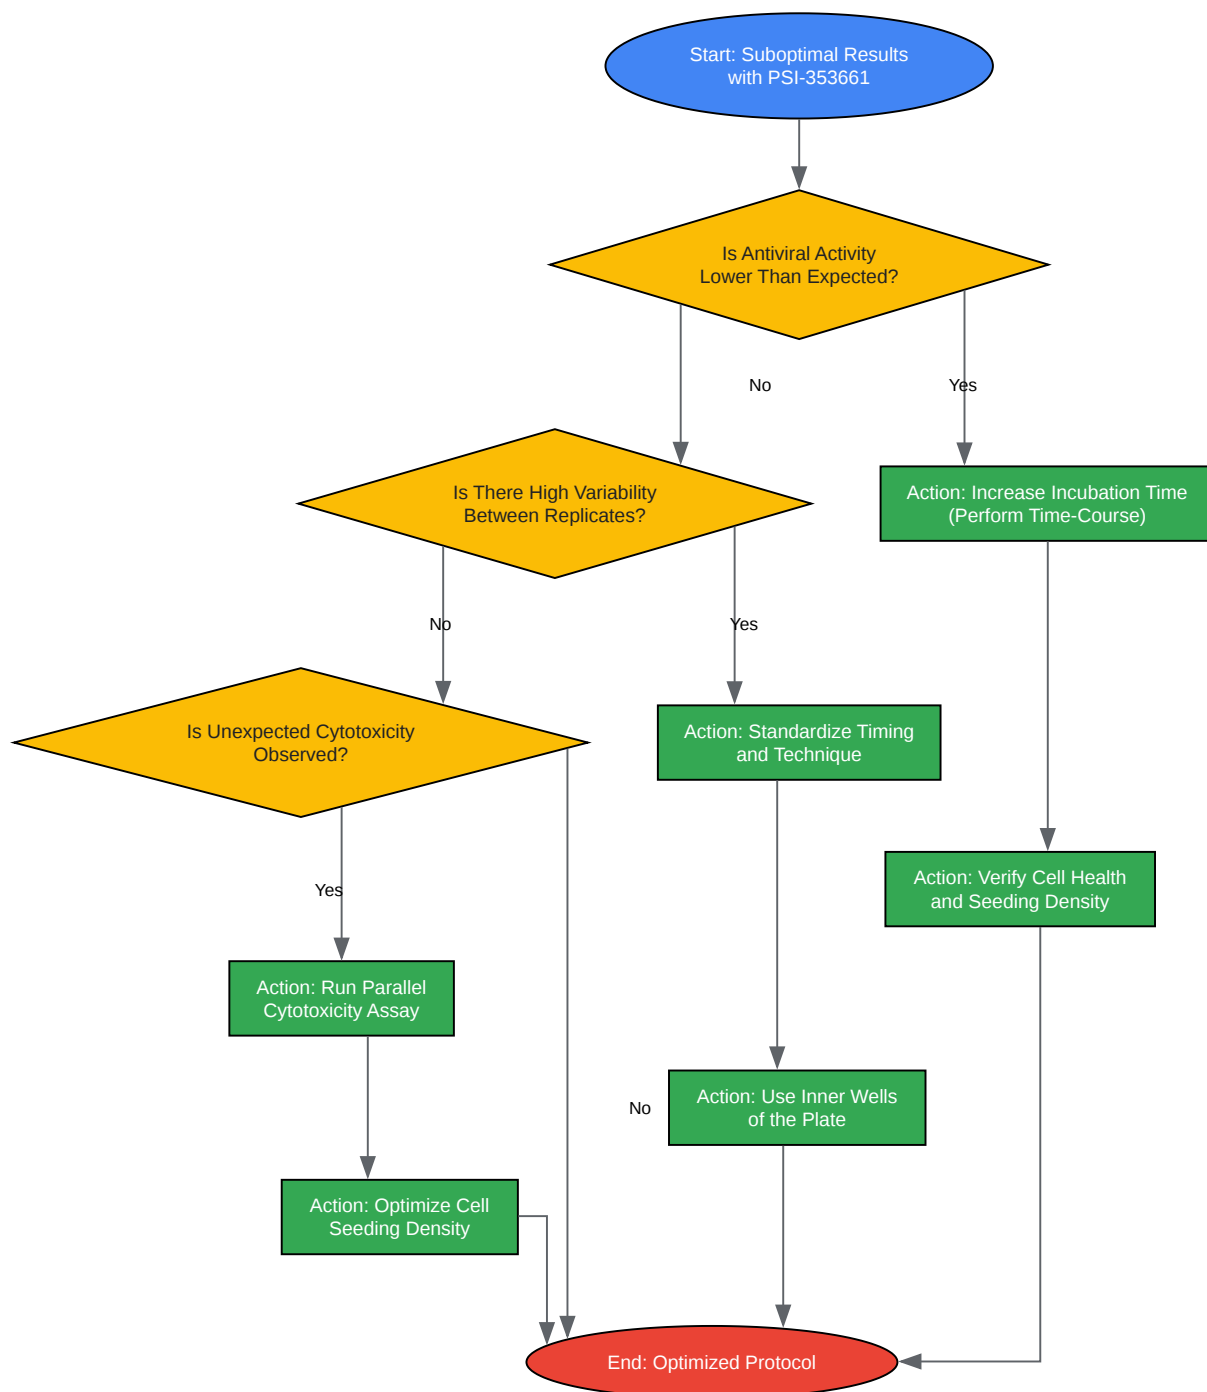 Start: Suboptimal Results
with PSI-353661
Is Antiviral Activity
Lower Than Expected?
No
Yes
Is There High Variability
Between Replicates?
Action: Increase Incubation Time
(Perform Time-Course)
No
Yes
Is Unexpected Cytotoxicity
Observed?
Action: Standardize Timing
and Technique
Yes
Action: Verify Cell Health
and Seeding Density
Action: Run Parallel
Cytotoxicity Assay
No
Action: Use Inner Wells
of the Plate
Action: Optimize Cell
Seeding Density
End: Optimized Protocol